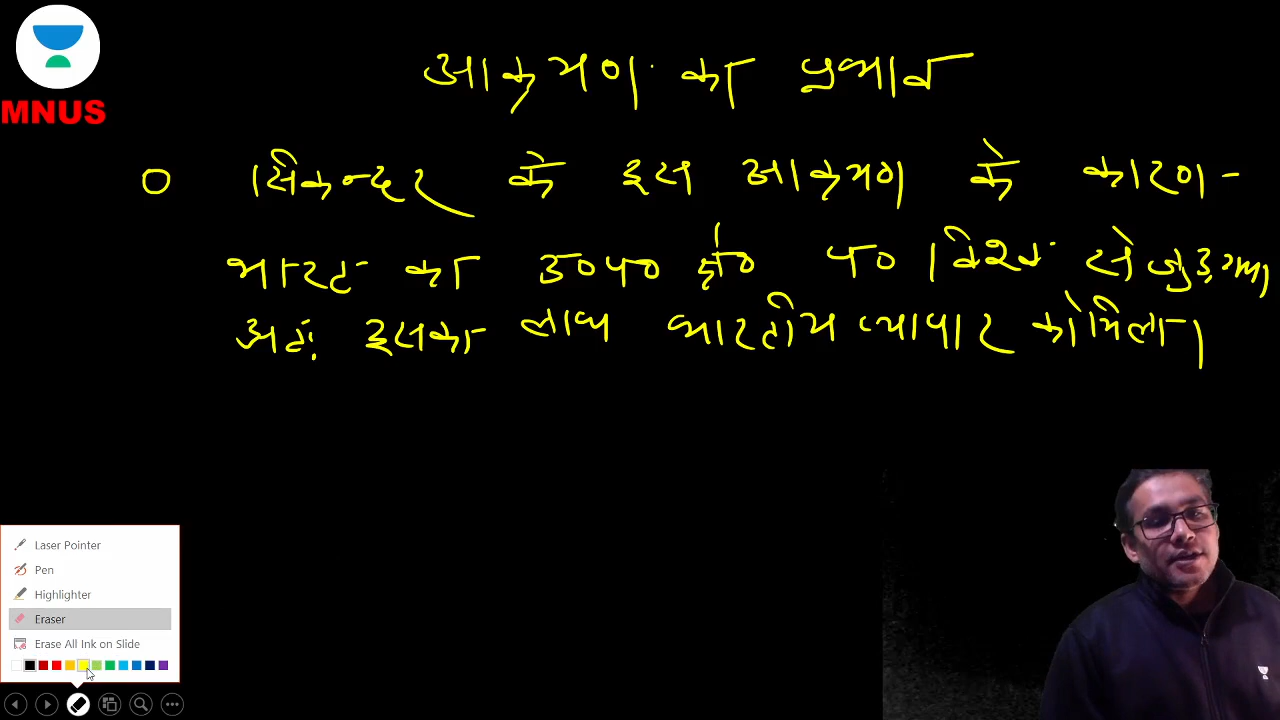 आक्रमण का प्रभाव
MNUS
० सिकन्दर के इस आक्रमण के कारण -
भारत का उ०प० क्षे० प० विश्व से जुड़ गया,
अतः इसका लाभ भारतीय व्यापार को मिला।
Laser Pointer
Pen
Highlighter
Eraser
Erase All Ink on Slide